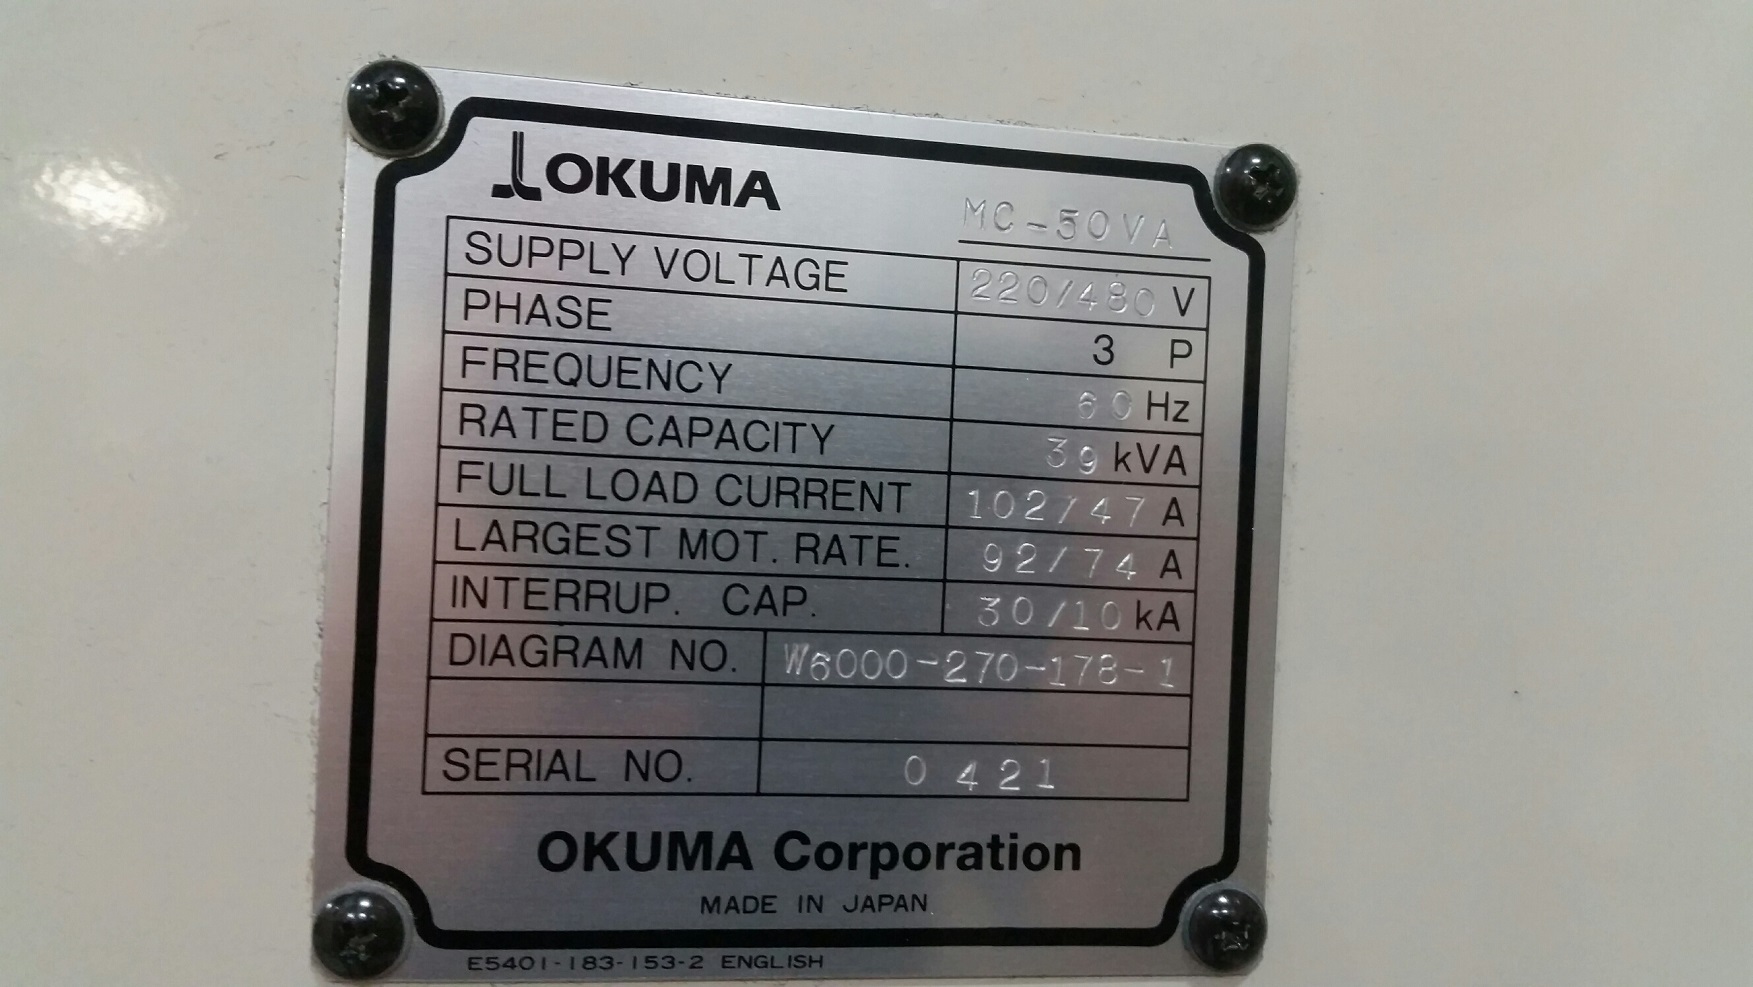 OKUMA
MC-50VA
SUPPLY VOLTAGE 220/480 V
PHASE 3 P
FREQUENCY 60 Hz
RATED CAPACITY 39 kVA
FULL LOAD CURRENT 102/47 A
LARGEST MOT. RATE. 92/74 A
INTERRUP. CAP. 30/10 kA
DIAGRAM NO. W6000-270-178-1
SERIAL NO. 0421
OKUMA Corporation
MADE IN JAPAN
E5401-183-153-2 ENGLISH